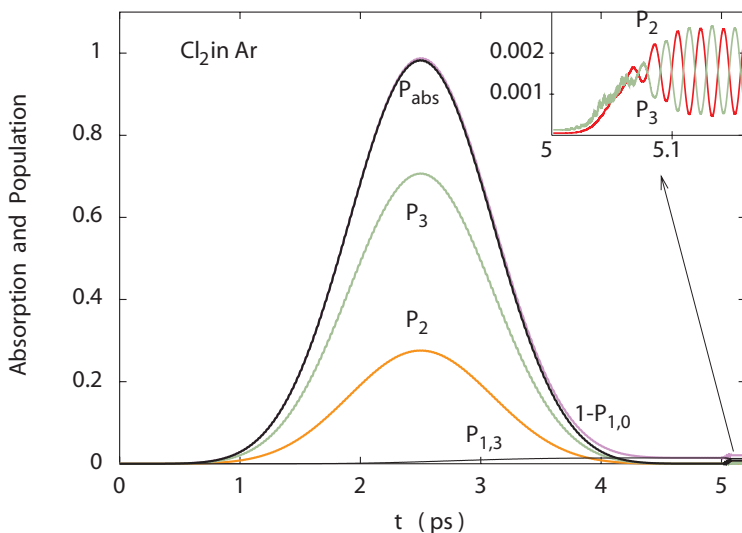 Cl2 in Ar
Pabs
P3
P2
P1,3
1-P1,0
P2
P3
0.002
0.001
5
5.1
1
0.8
0.6
0.4
0.2
0
0
1
2
3
4
5
Absorption and Population
t (ps)